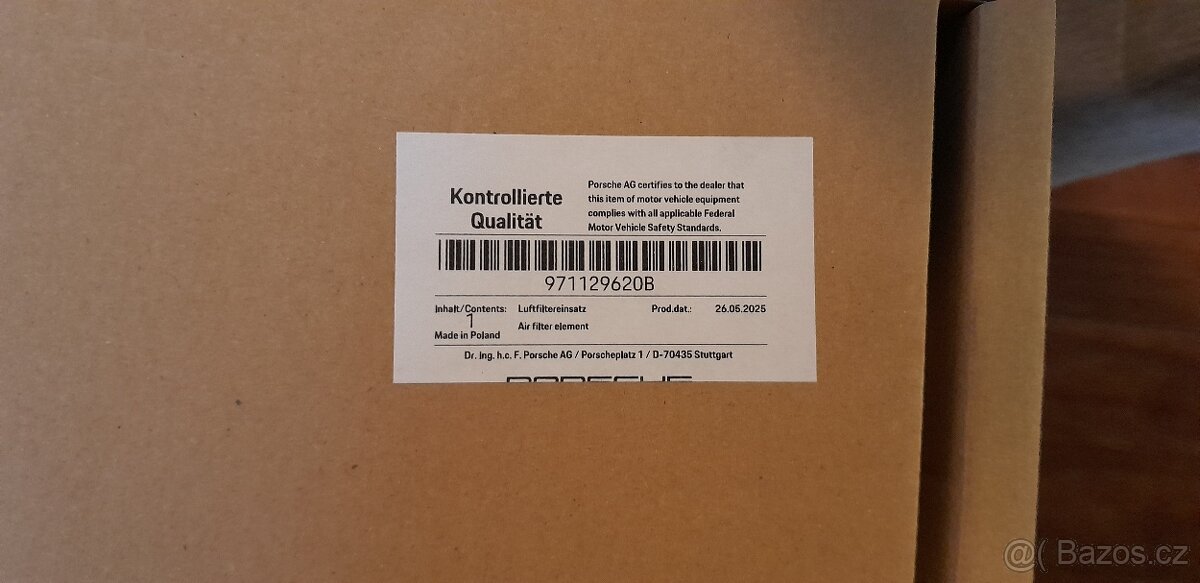 Kontrollierte
Qualität
Porsche AG certifies to the dealer that
this item of motor vehicle equipment
complies with all applicable Federal
Motor Vehicle Safety Standards.
971129620B
Inhalt/Contents: Luftfiltereinsatz Prod.dat.: 26.05.2025
1 Air filter element
Made in Poland
Dr. Ing. h.c. F. Porsche AG / Porscheplatz 1 / D-70435 Stuttgart
PORSCHE
@( Bazos.cz